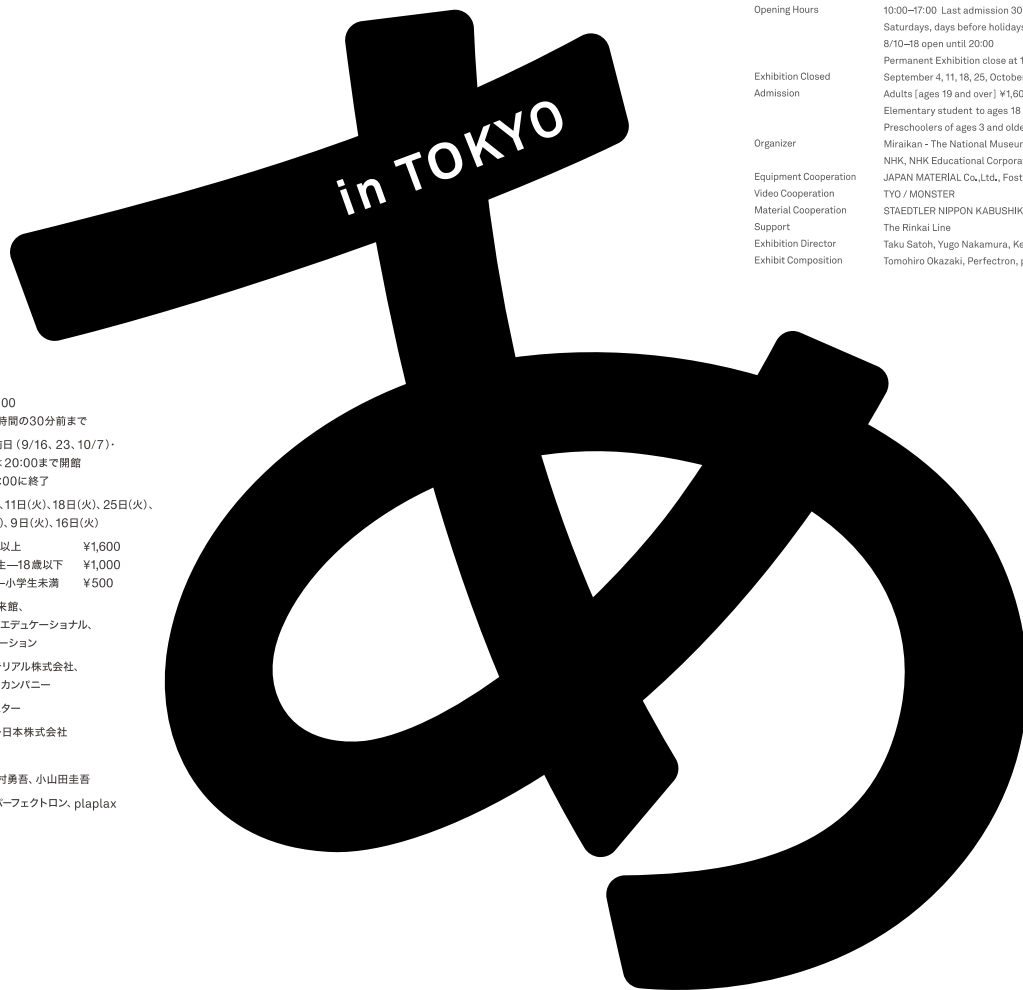 Opening Hours 10:00–17:00 Last admission 30
Saturdays, days before holidays
8/10–18 open until 20:00
Permanent Exhibition close at 1
Exhibition Closed September 4, 11, 18, 25, October
Admission Adults [ages 19 and over] ¥1,60
Elementary student to ages 18
Preschoolers of ages 3 and olde
Organizer Miraikan - The National Museum
NHK, NHK Educational Corpora
Equipment Cooperation JAPAN MATERIAL Co.,Ltd., Fost
Video Cooperation TYO / MONSTER
Material Cooperation STAEDTLER NIPPON KABUSHIK
Support The Rinkai Line
Exhibition Director Taku Satoh, Yugo Nakamura, Ke
Exhibit Composition Tomohiro Okazaki, Perfectron, p
あ
in TOKYO
00
時間の30分前まで
日(9/16、23、10/7)・
20:00まで開館
:00に終了
、11日(火)、18日(火)、25日(火)、
)、9日(火)、16日(火)
以上 ¥1,600
生—18歳以下 ¥1,000
小学生未満 ¥500
来館、
エデュケーショナル、
ーション
テリアル株式会社、
カンパニー
スター
日本株式会社
村勇吾、小山田圭吾
パーフェクトロン、plaplax